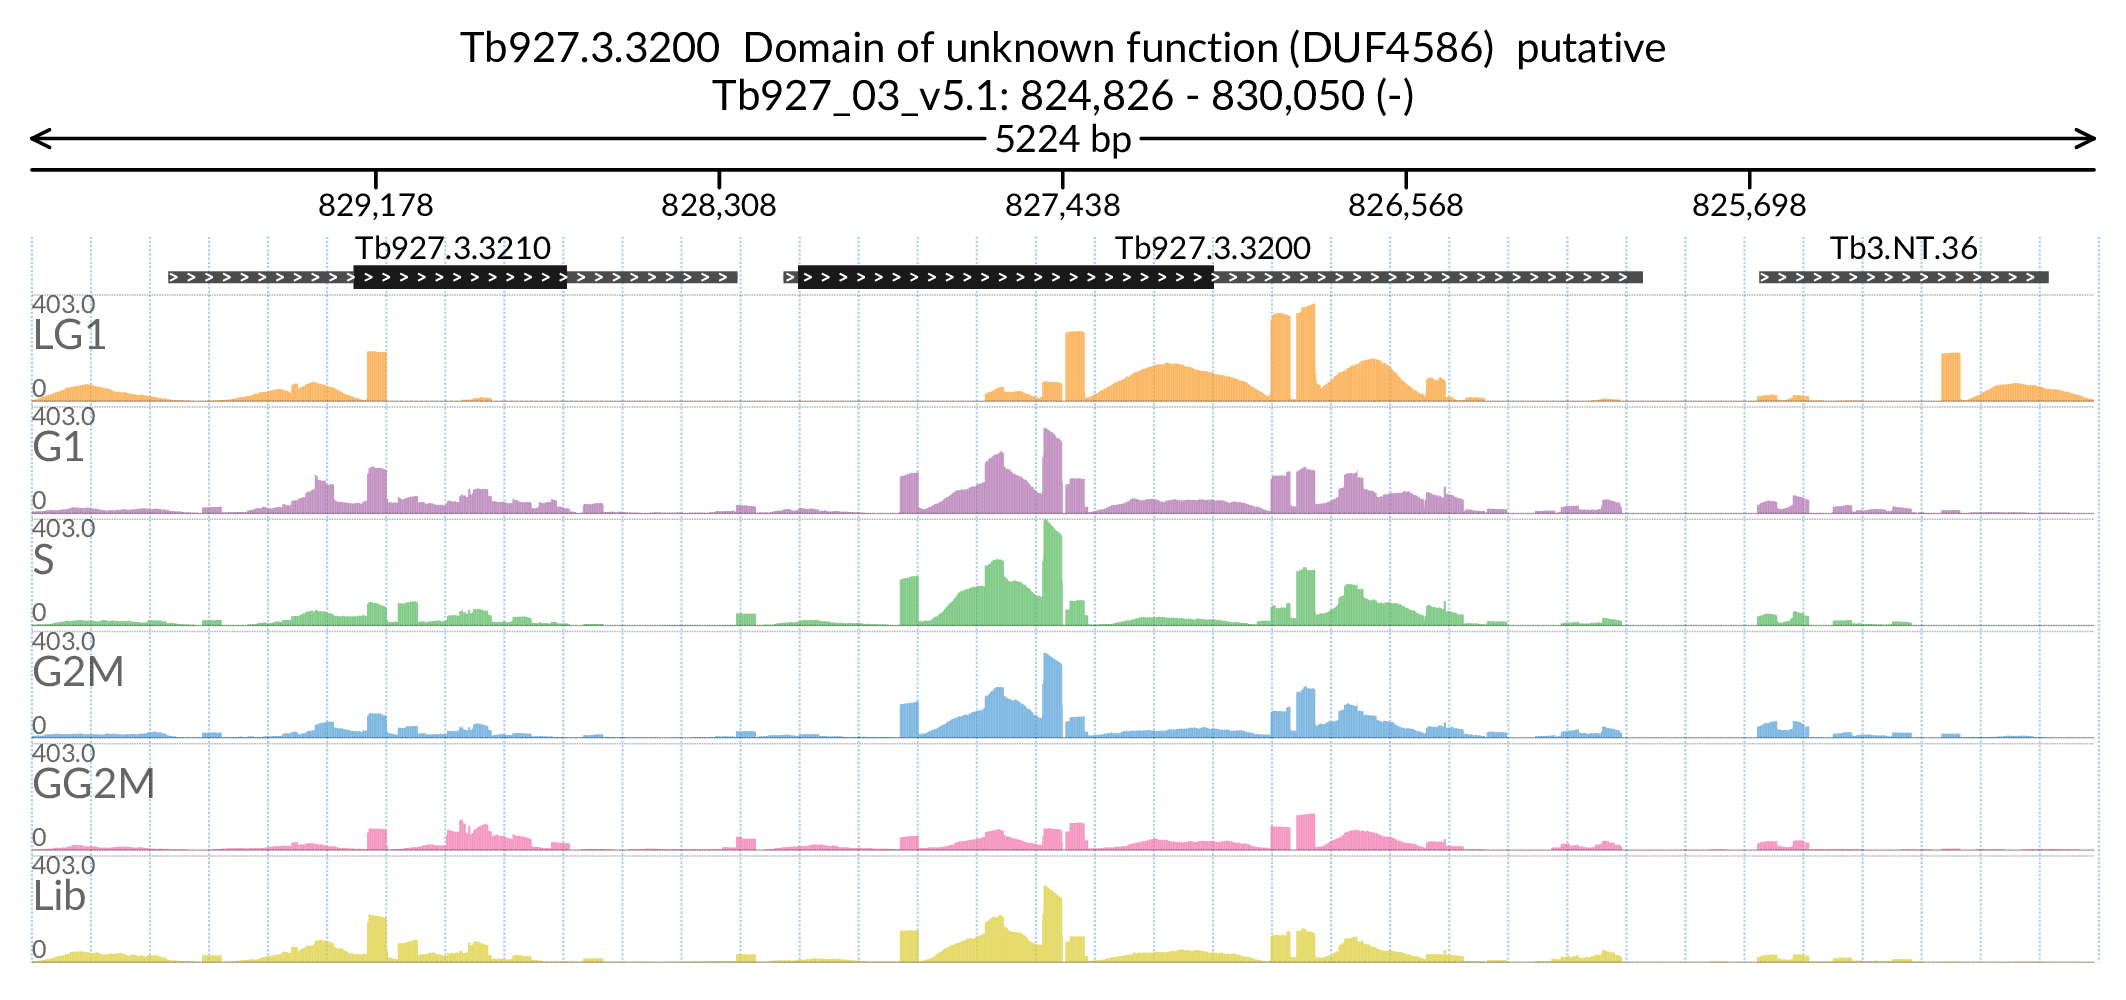 Tb927.3.3200  Domain of unknown function (DUF4586)  putative
Tb927_03_v5.1: 824,826 - 830,050 (-)
5224 bp
829,178 828,308 827,438 826,568 825,698
Tb927.3.3210 Tb927.3.3200 Tb3.NT.36
403.0
LG1
0
403.0
G1
0
403.0
S
0
403.0
G2M
0
403.0
GG2M
0
403.0
Lib
0